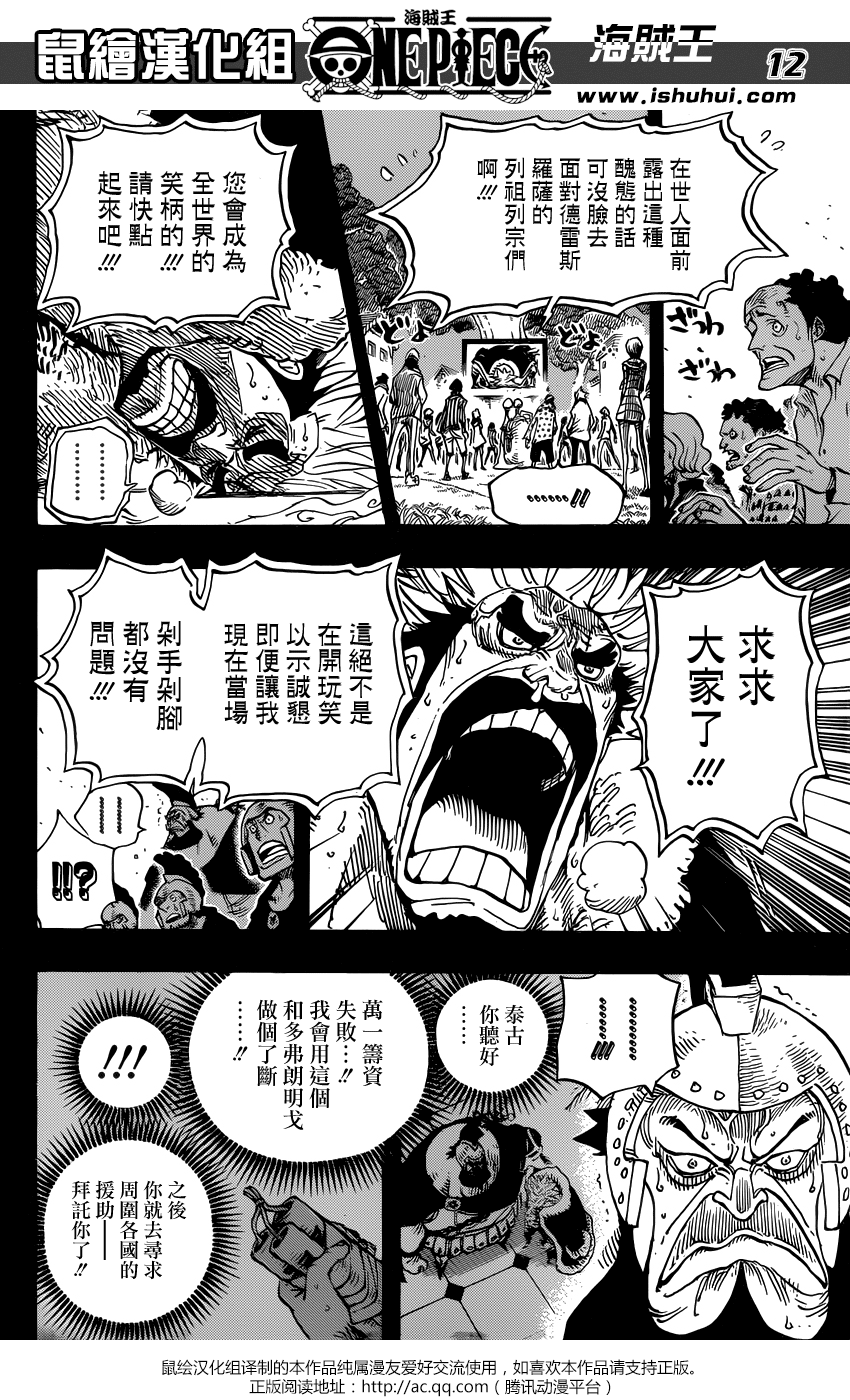 鼠繪漢化組
海賊王
ONE PIECE
海賊王
12
www.ishuhui.com
在世人面前
露出這種
醜態的話
可沒臉去
面對德雷斯
羅薩的
列祖列宗們
啊!!!
ざわ
ざわ
どよ
どよ
……!!
您會成為
全世界的
笑柄的!!!
請快點
起來吧!!!
………
求求
大家了!!!
這絕不是
在開玩笑
以示誠懇
即便讓我
現在當場
剁手剁腳
都沒有
問題!!!
……
!!?
………!!!
泰古
你聽好
……
萬一籌資
失敗…!!
我會用這個
和多弗朗明戈
做個了斷
……!!
!!!
之後
你就去尋求
周圍各國的
援助——
拜託你了!!
鼠绘汉化组译制的本作品纯属漫友爱好交流使用，如喜欢本作品请支持正版。
正版阅读地址：http://ac.qq.com（腾讯动漫平台）